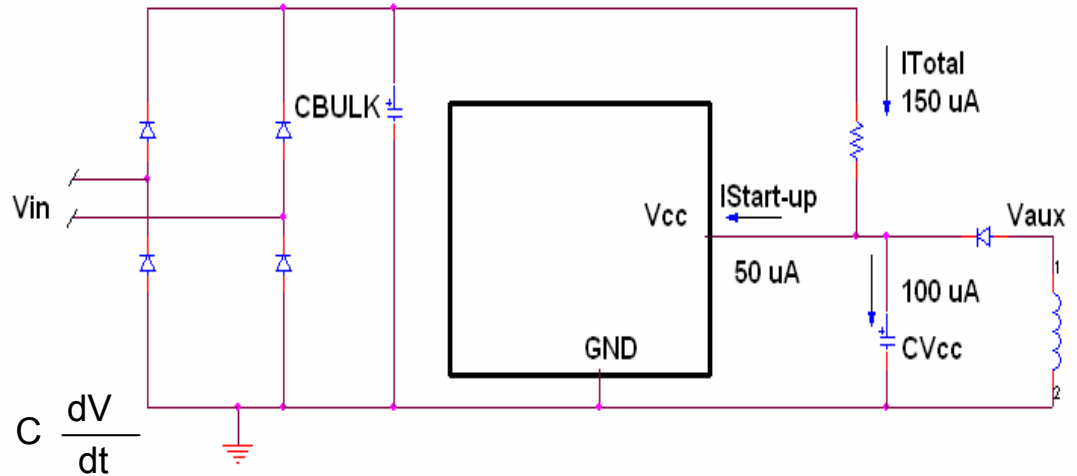 ITotal
150 uA
CBULK
Vin
Vcc
IStart-up
Vaux
50 uA
100 uA
1
GND
CVcc
2
C dV
dt